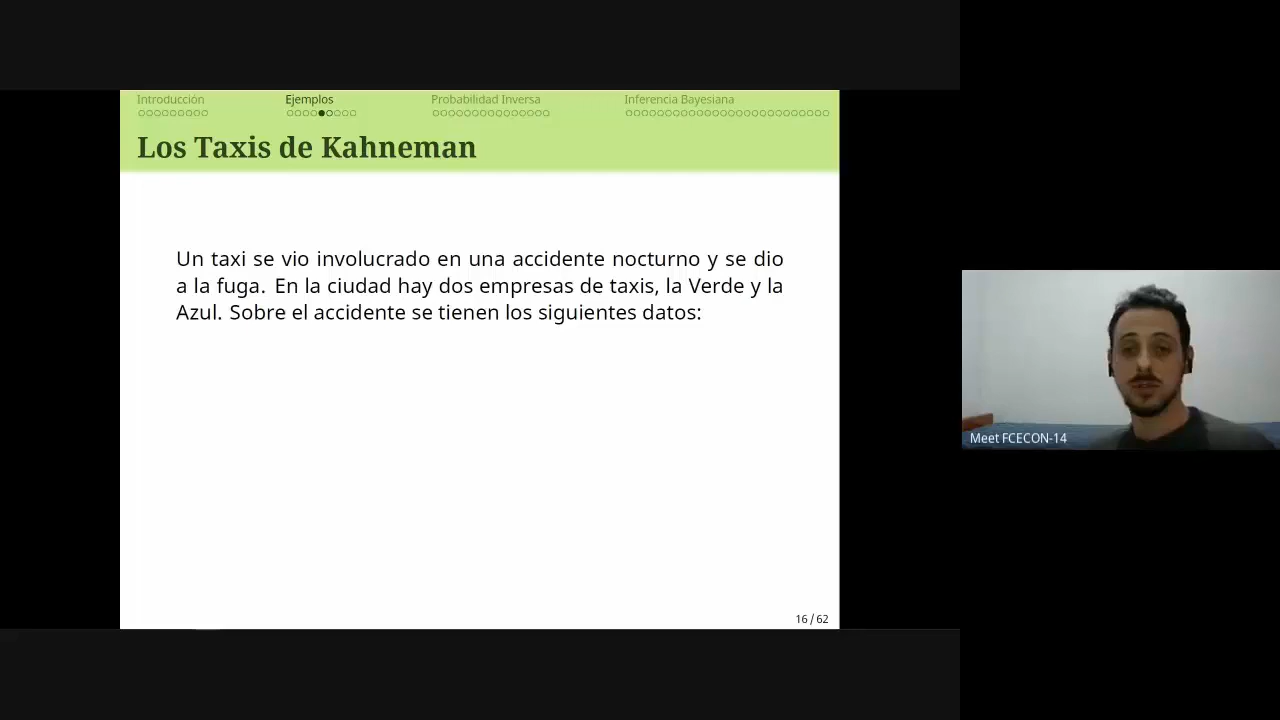 Introducción Ejemplos Probabilidad Inversa Inferencia Bayesiana
Los Taxis de Kahneman
Un taxi se vio involucrado en una accidente nocturno y se dio
a la fuga. En la ciudad hay dos empresas de taxis, la Verde y la
Azul. Sobre el accidente se tienen los siguientes datos:
Meet FCECON-14
16 / 62